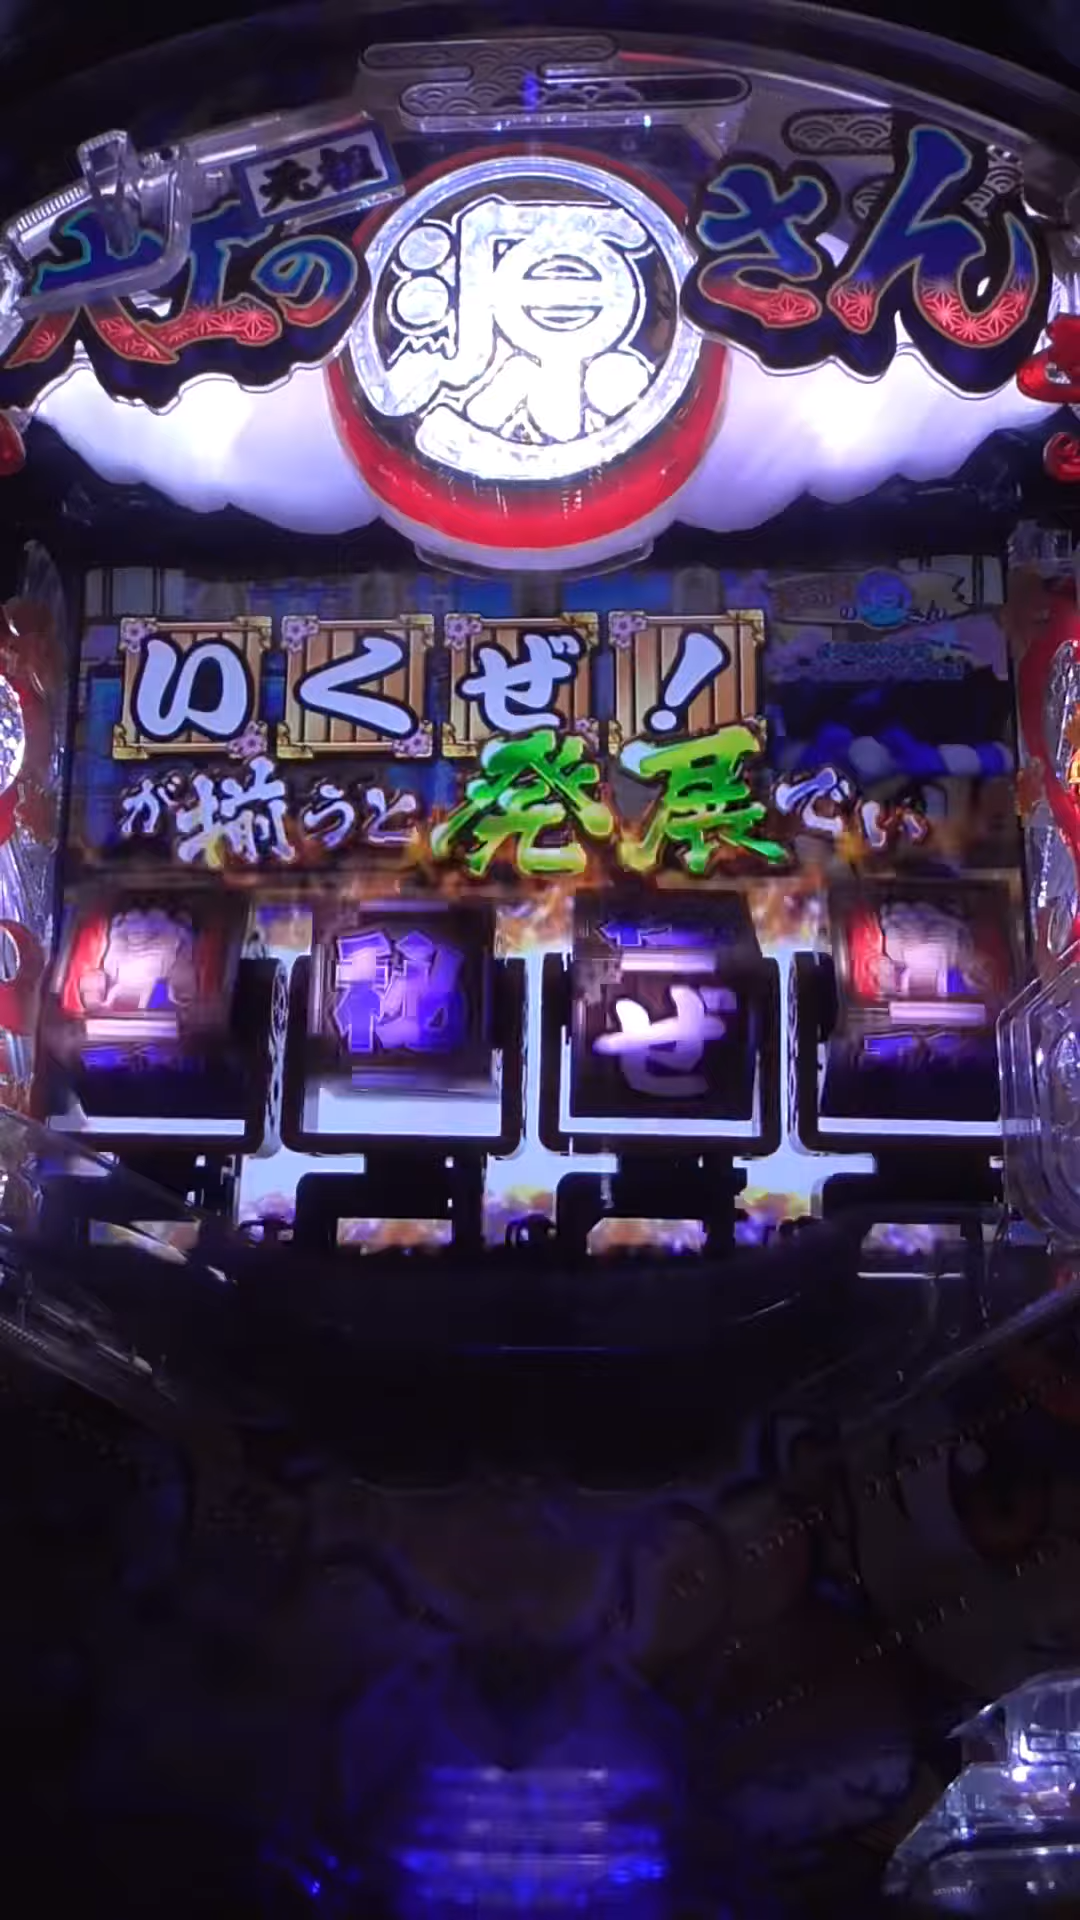 元祖
大工の源さん
いくぜ!
が揃うと発展でい
ぜ